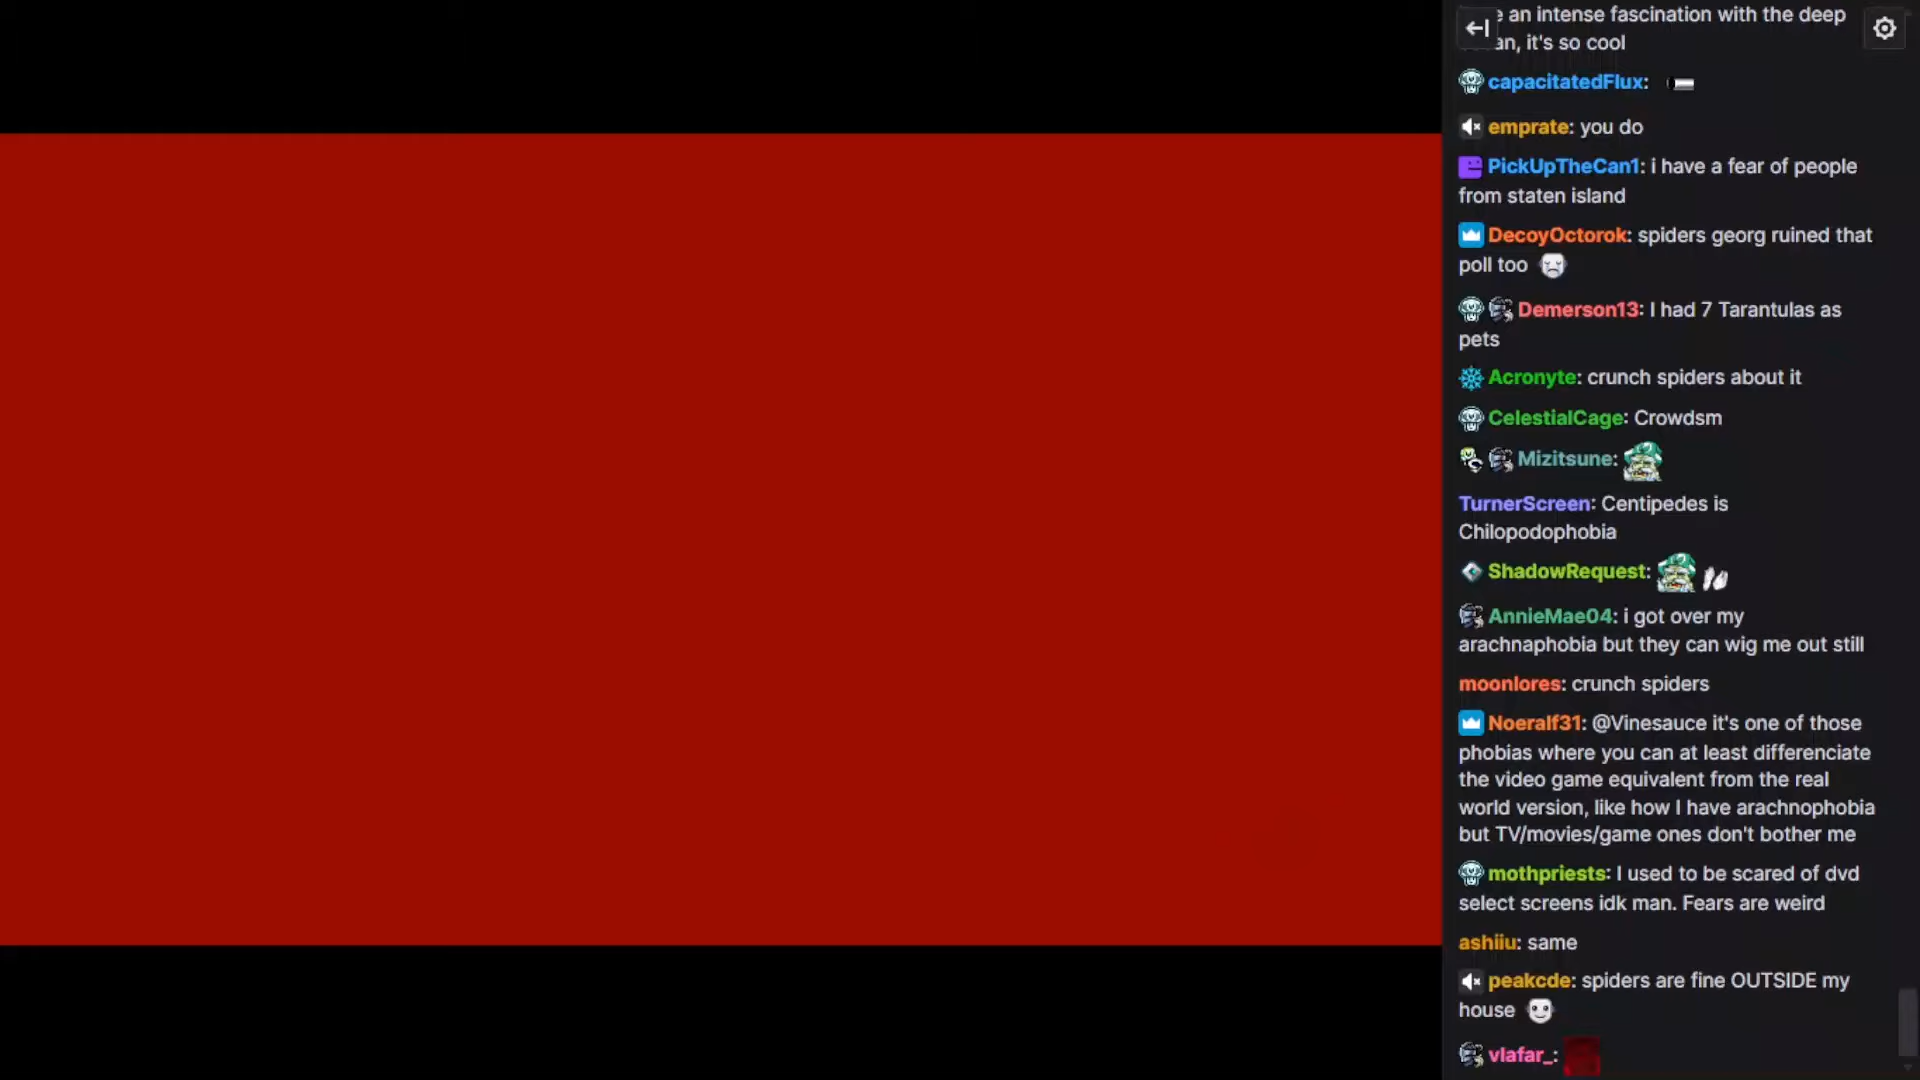 e an intense fascination with the deep
an, it's so cool
capacitatedFlux:
emprate: you do
PickUpTheCan1: i have a fear of people
from staten island
DecoyOctorok: spiders georg ruined that
poll too
Demerson13: I had 7 Tarantulas as
pets
Acronyte: crunch spiders about it
CelestialCage: Crowdsm
Mizitsune:
TurnerScreen: Centipedes is
Chilopodophobia
ShadowRequest:
AnnieMae04: i got over my
arachnaphobia but they can wig me out still
moonlores: crunch spiders
Noeralf31: @Vinesauce it's one of those
phobias where you can at least differenciate
the video game equivalent from the real
world version, like how I have arachnophobia
but TV/movies/game ones don't bother me
mothpriests: I used to be scared of dvd
select screens idk man. Fears are weird
ashiiu: same
peakcde: spiders are fine OUTSIDE my
house
vlafar_: